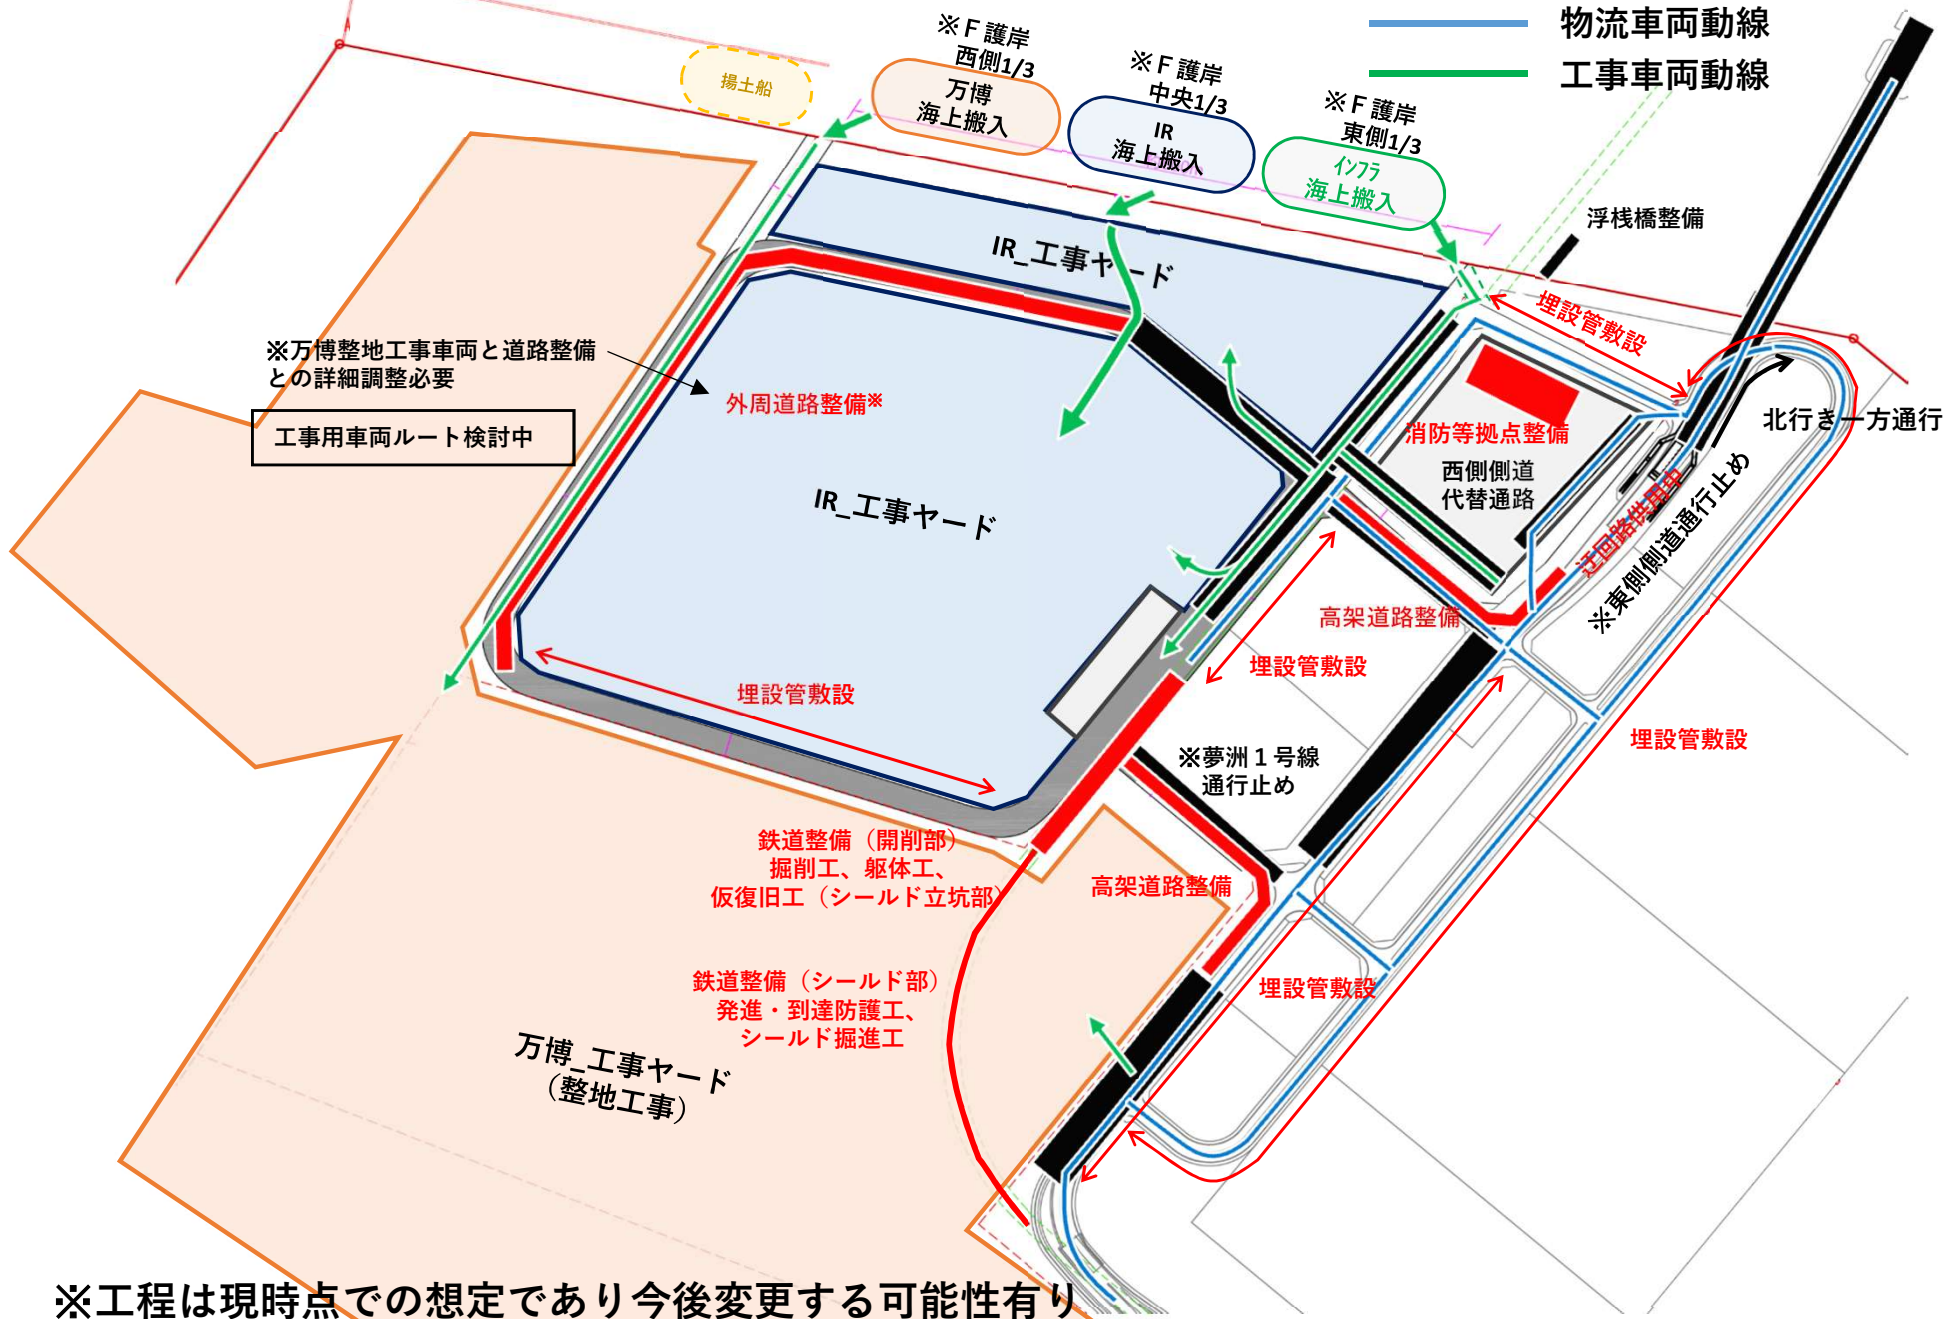 物流車両動線
工事車両動線
※Ｆ護岸
西側1/3
万博
海上搬入
※Ｆ護岸
中央1/3
IR
海上搬入
※Ｆ護岸
東側1/3
ｲﾝﾌﾗ
海上搬入
揚土船
浮桟橋整備
IR_工事ヤード
埋設管敷設
※万博整地工事車両と道路整備
との詳細調整必要
外周道路整備※
工事用車両ルート検討中
北行き一方通行
消防等拠点整備
西側側道
代替通路
迂回路供用中
※東側側道通行止め
IR_工事ヤード
高架道路整備
埋設管敷設
埋設管敷設
埋設管敷設
※夢洲１号線
通行止め
鉄道整備（開削部）
掘削工、躯体工、
仮復旧工（シールド立坑部）
高架道路整備
鉄道整備（シールド部）
発進・到達防護工、
シールド掘進工
埋設管敷設
万博_工事ヤード
（整地工事）
※工程は現時点での想定であり今後変更する可能性有り